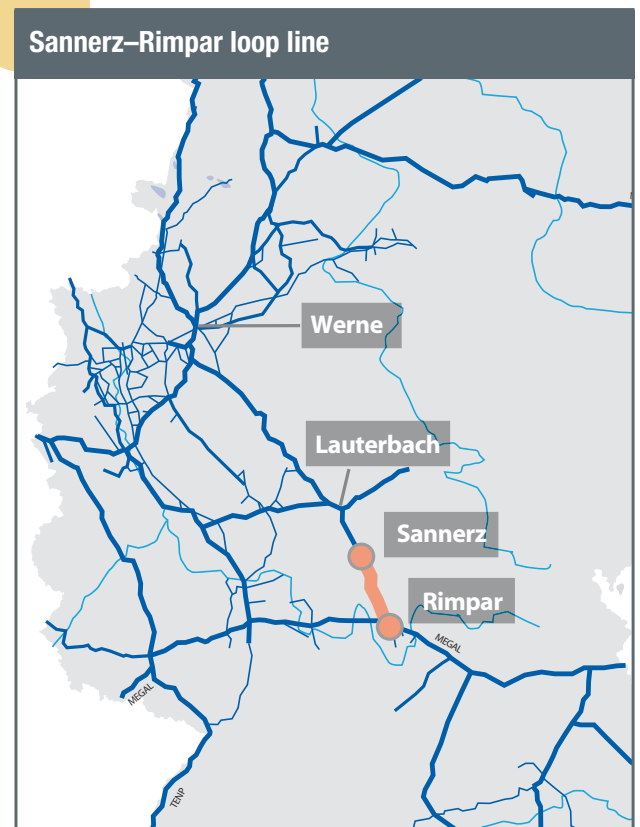 Sannerz–Rimpar loop line
Werne
Lauterbach
Sannerz
Rimpar
MEGAL
MEGAL
TENP